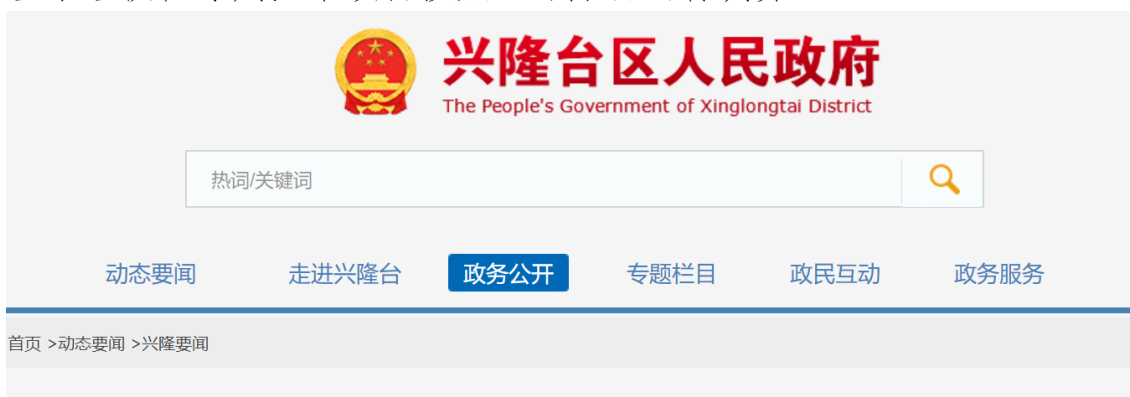 兴隆台区人民政府
The People's Government of Xinglongtai District
热词/关键词
动态要闻 走进兴隆台 政务公开 专题栏目 政民互动 政务服务
首页 >动态要闻 >兴隆要闻